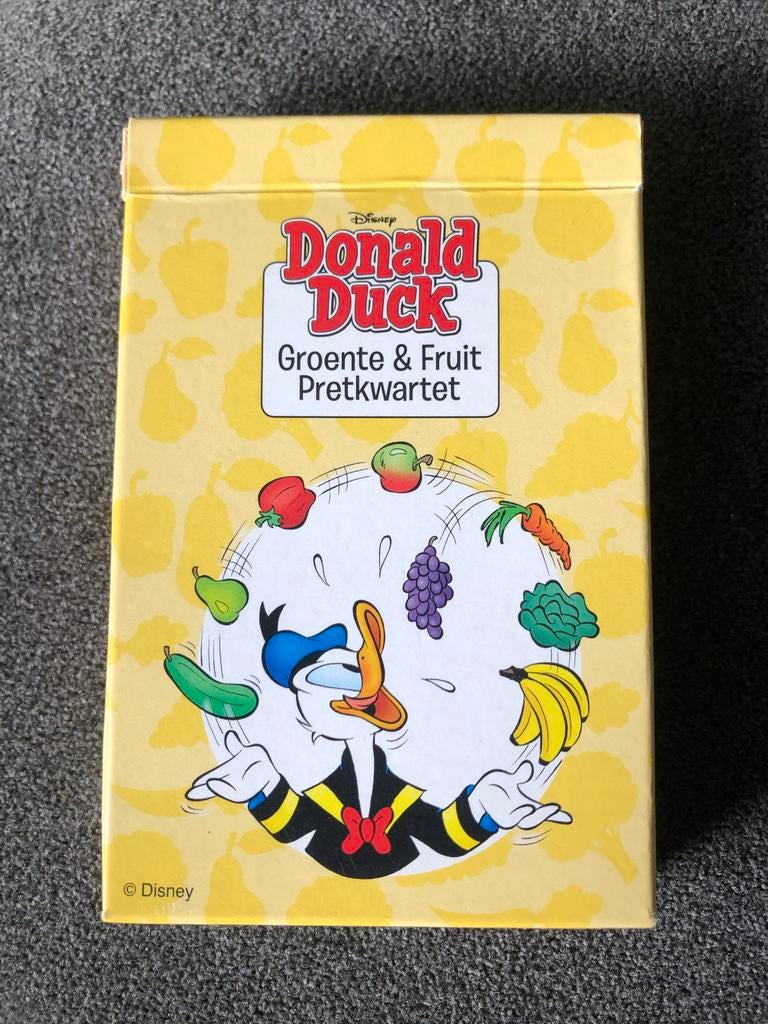 Disney
Donald
Duck
Groente & Fruit
Pretkwartet
© Disney